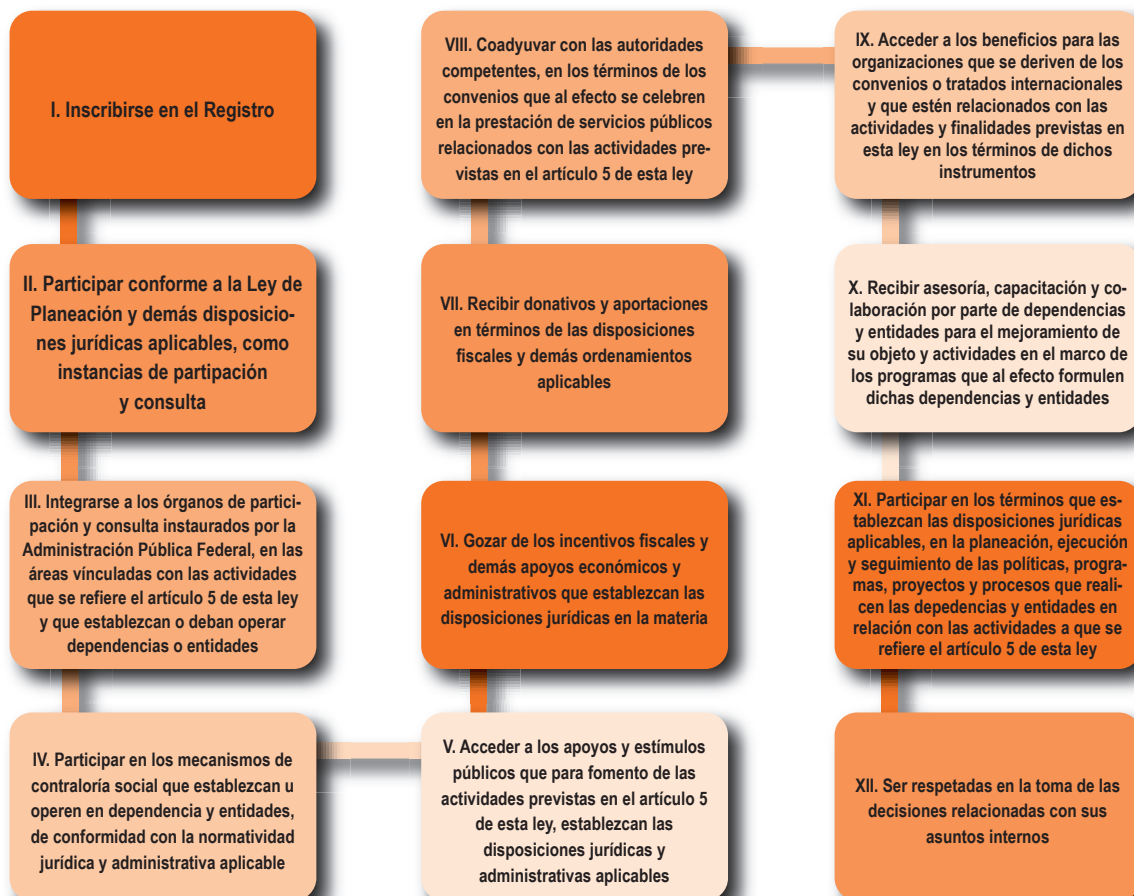 I. Inscribirse en el Registro
II. Participar conforme a la Ley de
Planeación y demás disposicio-
nes jurídicas aplicables, como
instancias de partipación
y consulta
III. Integrarse a los órganos de partici-
pación y consulta instaurados por la
Administración Pública Federal, en las
áreas vínculadas con las actividades
que se refiere el artículo 5 de esta ley
y que establezcan o deban operar
dependencias o entidades
IV. Participar en los mecanismos de
contraloría social que establezcan u
operen en dependencia y entidades,
de conformidad con la normatividad
jurídica y administrativa aplicable
V. Acceder a los apoyos y estímulos
públicos que para fomento de las
actividades previstas en el artículo 5
de esta ley, establezcan las
disposiciones jurídicas y
administrativas aplicables
VI. Gozar de los incentivos fiscales y
demás apoyos económicos y
administrativos que establezcan las
disposiciones jurídicas en la materia
VII. Recibir donativos y aportaciones
en términos de las disposiciones
fiscales y demás ordenamientos
aplicables
VIII. Coadyuvar con las autoridades
competentes, en los términos de los
convenios que al efecto se celebren
en la prestación de servicios públicos
relacionados con las actividades pre-
vistas en el artículo 5 de esta ley
IX. Acceder a los beneficios para las
organizaciones que se deriven de los
convenios o tratados internacionales
y que estén relacionados con las
actividades y finalidades previstas en
esta ley en los términos de dichos
instrumentos
X. Recibir asesoría, capacitación y co-
laboración por parte de dependencias
y entidades para el mejoramiento de
su objeto y actividades en el marco de
los programas que al efecto formulen
dichas dependencias y entidades
XI. Participar en los términos que es-
tablezcan las disposiciones jurídicas
aplicables, en la planeación, ejecución
y seguimiento de las políticas, progra-
mas, proyectos y procesos que reali-
cen las depedencias y entidades en
relación con las actividades a que se
refiere el artículo 5 de esta ley
XII. Ser respetadas en la toma de las
decisiones relacionadas con sus
asuntos internos